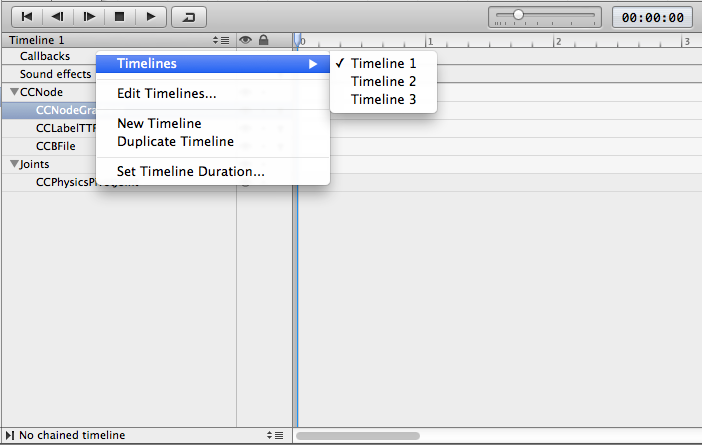 00:00:00
Timeline 1
0 1 2 3
Callbacks
Timelines
Timeline 1
Sound effects
Timeline 2
CCNode
Edit Timelines...
Timeline 3
CCNodeGra
CCLabelTTF
New Timeline
CCBFile
Duplicate Timeline
Joints
Set Timeline Duration...
No chained timeline